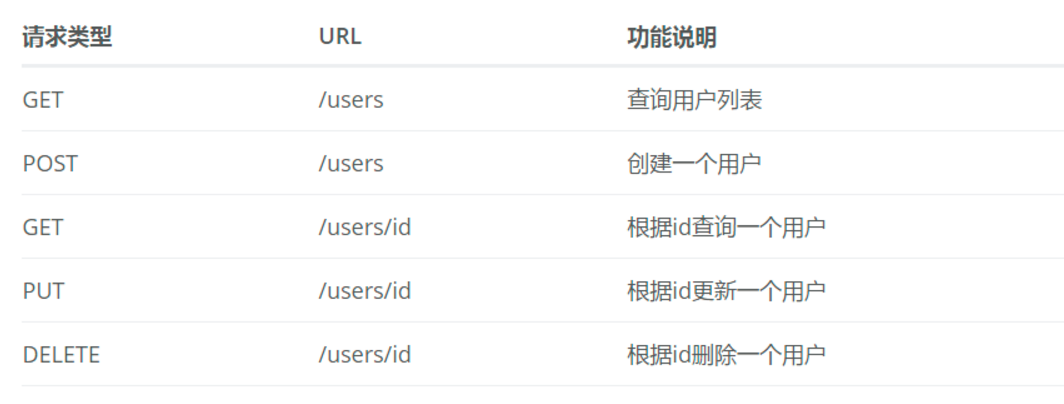 请求类型 URL 功能说明
GET /users 查询用户列表
POST /users 创建一个用户
GET /users/id 根据id查询一个用户
PUT /users/id 根据id更新一个用户
DELETE /users/id 根据id删除一个用户